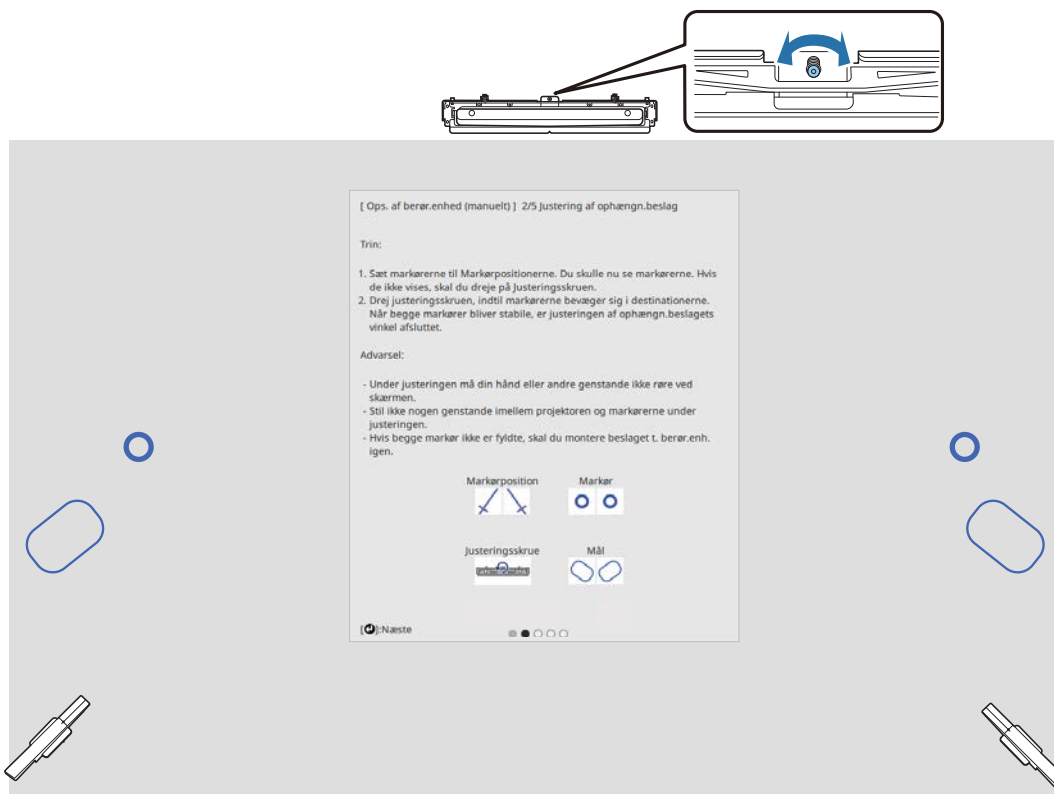 [ Ops. af berør.enhed (manuelt) ] 2/5 Justering af ophængn.beslag
Trin:
1. Sæt markørerne til Markørpositionerne. Du skulle nu se markørerne. Hvis
de ikke vises, skal du dreje på Justeringsskruen.
2. Drej justeringsskruen, indtil markørerne bevæger sig i destinationerne.
Når begge markører bliver stabile, er justeringen af ophængn.beslagets
vinkel afsluttet.
Advarsel:
- Under justeringen må din hånd eller andre genstande ikke røre ved
skærmen.
- Stil ikke nogen genstande imellem projektoren og markørerne under
justeringen.
- Hvis begge markør ikke er fyldte, skal du montere beslaget t. berør.enh.
igen.
Markørposition Markør
Justeringsskrue Mål
[ ]:Næste